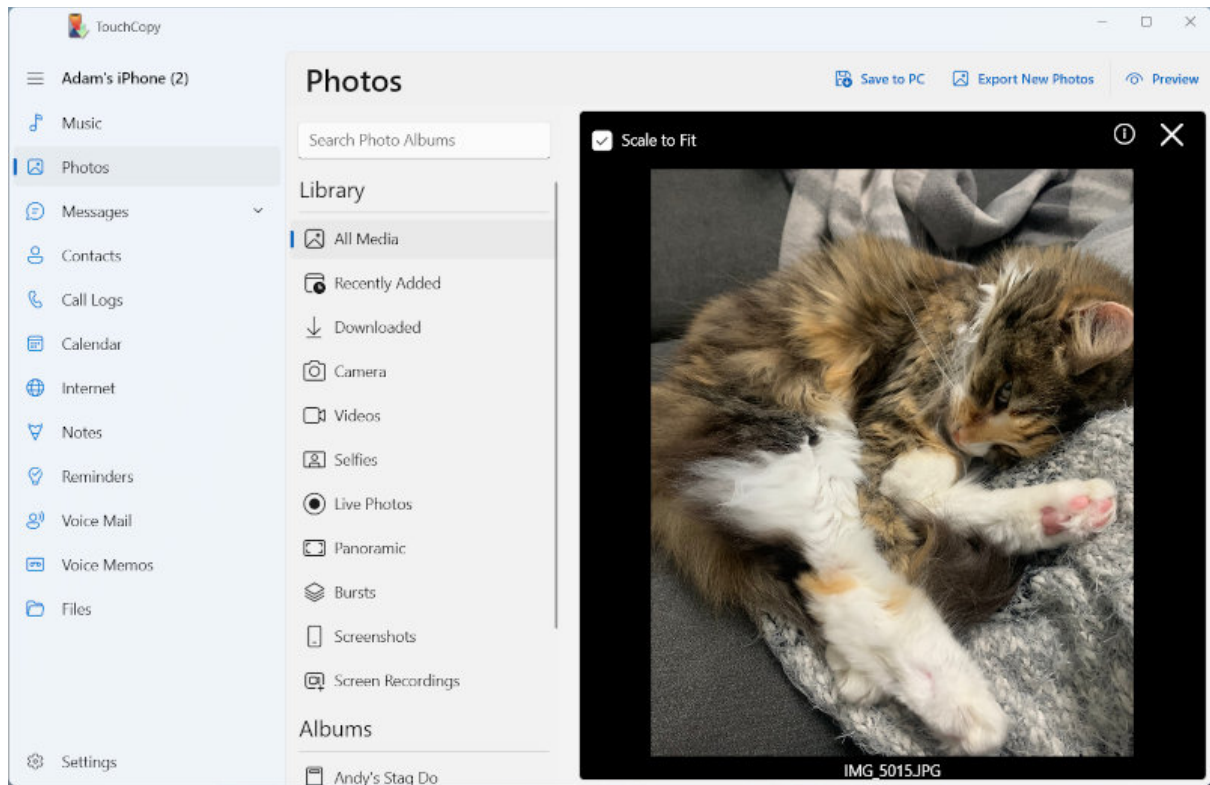 TouchCopy
Adam's iPhone (2)
Music
Photos
Messages
Contacts
Call Logs
Calendar
Internet
Notes
Reminders
Voice Mail
Voice Memos
Files
Settings
Photos
Save to PC
Export New Photos
Preview
Search Photo Albums
Library
All Media
Recently Added
Downloaded
Camera
Videos
Selfies
Live Photos
Panoramic
Bursts
Screenshots
Screen Recordings
Albums
Andy's Stag Do
Scale to Fit
IMG_5015.JPG